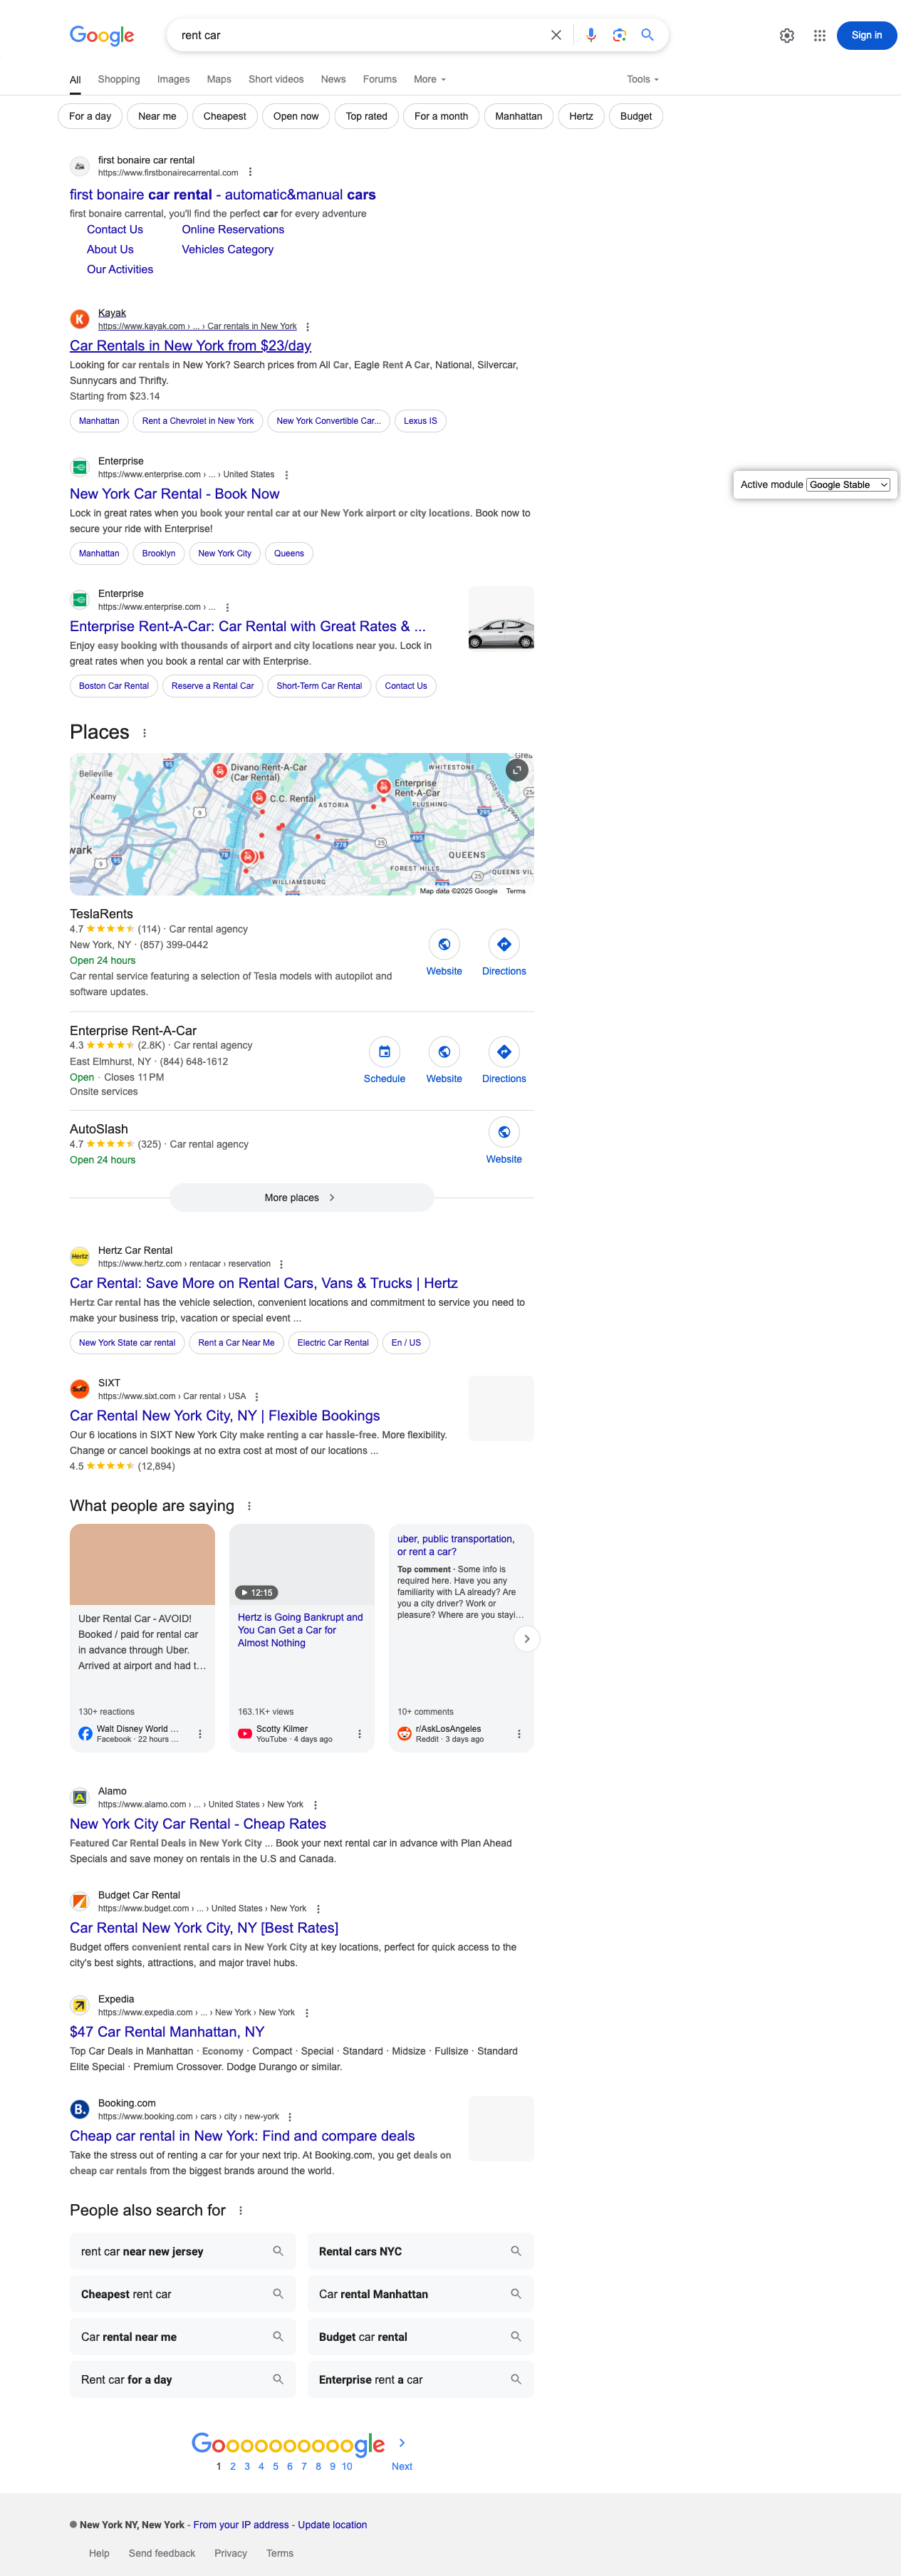 Google
rent car
Sign in
All Shopping Images Maps Short videos News Forums More Tools
For a day Near me Cheapest Open now Top rated For a month Manhattan Hertz Budget
first bonaire car rental
https://www.firstbonairecarrental.com
first bonaire car rental - automatic&manual cars
first bonaire carrental, you'll find the perfect car for every adventure
Contact Us Online Reservations
About Us Vehicles Category
Our Activities
Kayak
https://www.kayak.com › ... › Car rentals in New York
Car Rentals in New York from $23/day
Looking for car rentals in New York? Search prices from All Car, Eagle Rent A Car, National, Silvercar,
Sunnycars and Thrifty.
Starting from $23.14
Manhattan Rent a Chevrolet in New York New York Convertible Car... Lexus IS
Enterprise
https://www.enterprise.com › ... › United States
Active module Google Stable
New York Car Rental - Book Now
Lock in great rates when you book your rental car at our New York airport or city locations. Book now to
secure your ride with Enterprise!
Manhattan Brooklyn New York City Queens
Enterprise
https://www.enterprise.com › ...
Enterprise Rent-A-Car: Car Rental with Great Rates & ...
Enjoy easy booking with thousands of airport and city locations near you. Lock in
great rates when you book a rental car with Enterprise.
Boston Car Rental Reserve a Rental Car Short-Term Car Rental Contact Us
Places
Belleville
Kearny
wark
Divano Rent-A-Car
(Car Rental)
C.C. Rental
ASTORIA
WHITESTONE
Enterprise
Rent-A-Car
FLUSHING
Cross Island Pkwy
QUEENS
FOREST HILLS
QUEENS VIL
WILLIAMSBURG
95 9 9 95 78 278 25 495 25 25
Map data ©2025 Google Terms
TeslaRents
4.7 (114) · Car rental agency
New York, NY · (857) 399-0442
Open 24 hours
Car rental service featuring a selection of Tesla models with autopilot and
software updates.
Website Directions
Enterprise Rent-A-Car
4.3 (2.8K) · Car rental agency
East Elmhurst, NY · (844) 648-1612
Open · Closes 11 PM
Onsite services
Schedule Website Directions
AutoSlash
4.7 (325) · Car rental agency
Open 24 hours
Website
More places
Hertz
Hertz Car Rental
https://www.hertz.com › rentacar › reservation
Car Rental: Save More on Rental Cars, Vans & Trucks | Hertz
Hertz Car rental has the vehicle selection, convenient locations and commitment to service you need to
make your business trip, vacation or special event ...
New York State car rental Rent a Car Near Me Electric Car Rental En / US
SIXT
SIXT
https://www.sixt.com › Car rental › USA
Car Rental New York City, NY | Flexible Bookings
Our 6 locations in SIXT New York City make renting a car hassle-free. More flexibility.
Change or cancel bookings at no extra cost at most of our locations ...
4.5 (12,894)
What people are saying
Uber Rental Car - AVOID!
Booked / paid for rental car
in advance through Uber.
Arrived at airport and had t...
130+ reactions
Walt Disney World ...
Facebook · 22 hours ...
12:15
Hertz is Going Bankrupt and
You Can Get a Car for
Almost Nothing
163.1K+ views
Scotty Kilmer
YouTube · 4 days ago
uber, public transportation,
or rent a car?
Top comment · Some info is
required here. Have you any
familiarity with LA already? Are
you a city driver? Work or
pleasure? Where are you stayi...
10+ comments
r/AskLosAngeles
Reddit · 3 days ago
Alamo
https://www.alamo.com › ... › United States › New York
New York City Car Rental - Cheap Rates
Featured Car Rental Deals in New York City ... Book your next rental car in advance with Plan Ahead
Specials and save money on rentals in the U.S and Canada.
Budget Car Rental
https://www.budget.com › ... › United States › New York
Car Rental New York City, NY [Best Rates]
Budget offers convenient rental cars in New York City at key locations, perfect for quick access to the
city's best sights, attractions, and major travel hubs.
Expedia
https://www.expedia.com › ... › New York › New York
$47 Car Rental Manhattan, NY
Top Car Deals in Manhattan · Economy · Compact · Special · Standard · Midsize · Fullsize · Standard
Elite Special · Premium Crossover. Dodge Durango or similar.
B.
Booking.com
https://www.booking.com › cars › city › new-york
Cheap car rental in New York: Find and compare deals
Take the stress out of renting a car for your next trip. At Booking.com, you get deals on
cheap car rentals from the biggest brands around the world.
People also search for
rent car near new jersey Rental cars NYC
Cheapest rent car Car rental Manhattan
Car rental near me Budget car rental
Rent car for a day Enterprise rent a car
Goooooooooogle
1 2 3 4 5 6 7 8 9 10 Next
New York NY, New York - From your IP address - Update location
Help Send feedback Privacy Terms